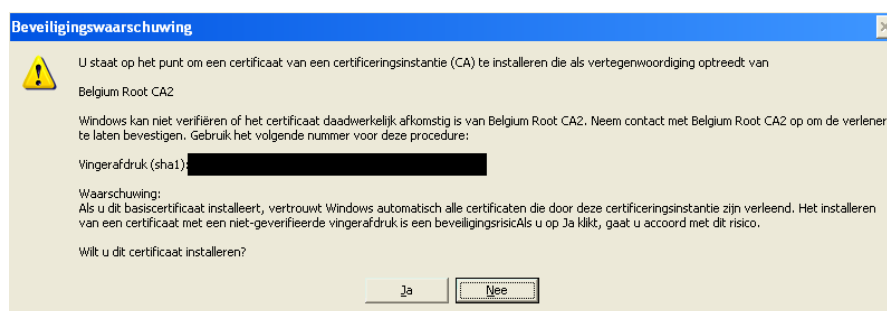 Beveiligingswaarschuwing
U staat op het punt om een certificaat van een certificeringsinstantie (CA) te installeren die als vertegenwoordiging optreedt van
Belgium Root CA2
Windows kan niet verifiëren of het certificaat daadwerkelijk afkomstig is van Belgium Root CA2. Neem contact met Belgium Root CA2 op om de verlener
te laten bevestigen. Gebruik het volgende nummer voor deze procedure:
Vingerafdruk (sha1):
Waarschuwing:
Als u dit basiscertificaat installeert, vertrouwt Windows automatisch alle certificaten die door deze certificeringsinstantie zijn verleend. Het installeren
van een certificaat met een niet-geverifieerde vingerafdruk is een beveiligingsrisicAls u op Ja klikt, gaat u accoord met dit risico.
Wilt u dit certificaat installeren?
Ja Nee